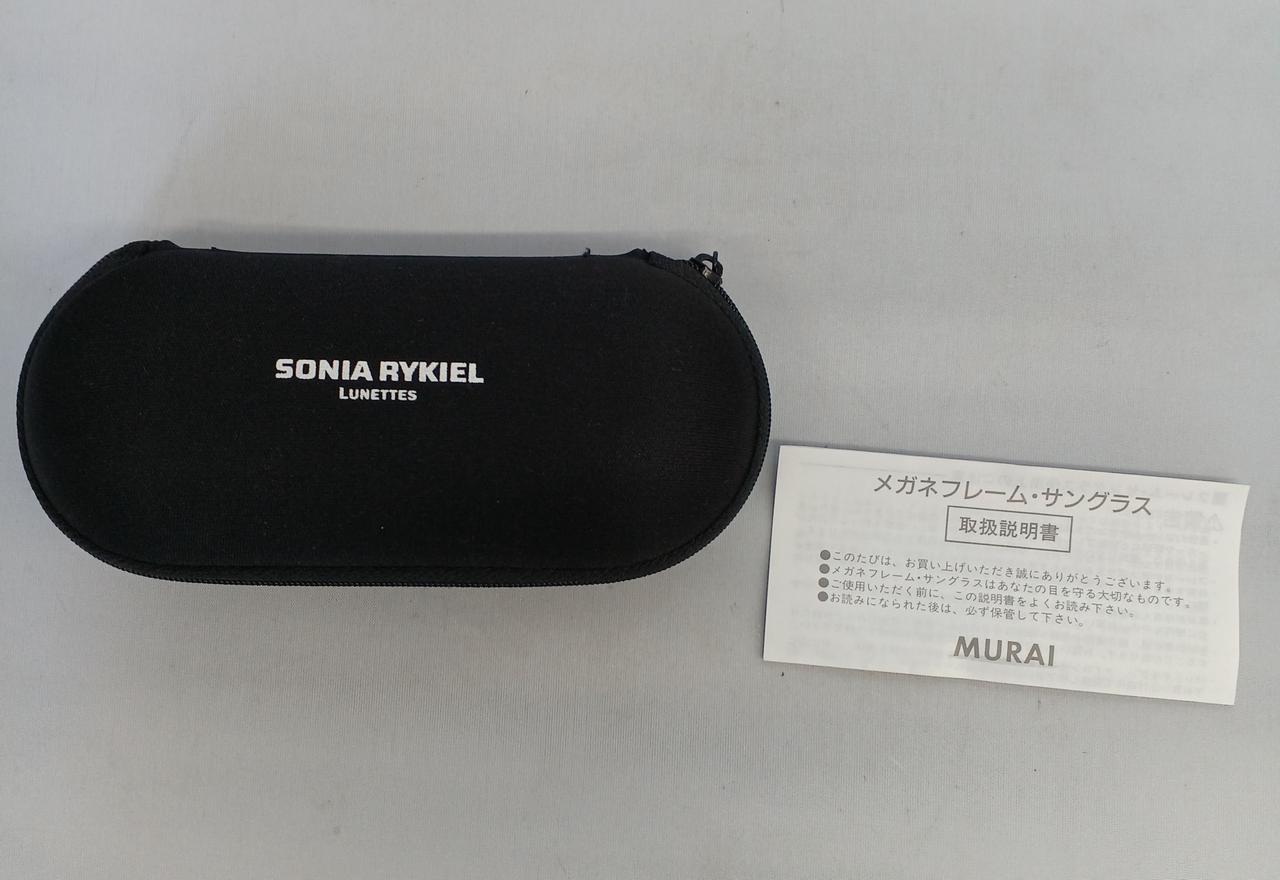 SONIA RYKIEL
LUNETTES
メガネフレーム・サングラス
取扱説明書
●このたびは、お買い上げいただき誠にありがとうございます。
●メガネフレーム・サングラスはあなたの目を守る大切なものです。
●ご使用いただく前に、この説明書をよくお読み下さい。
●お読みになられた後は、必ず保管して下さい。
MURAI